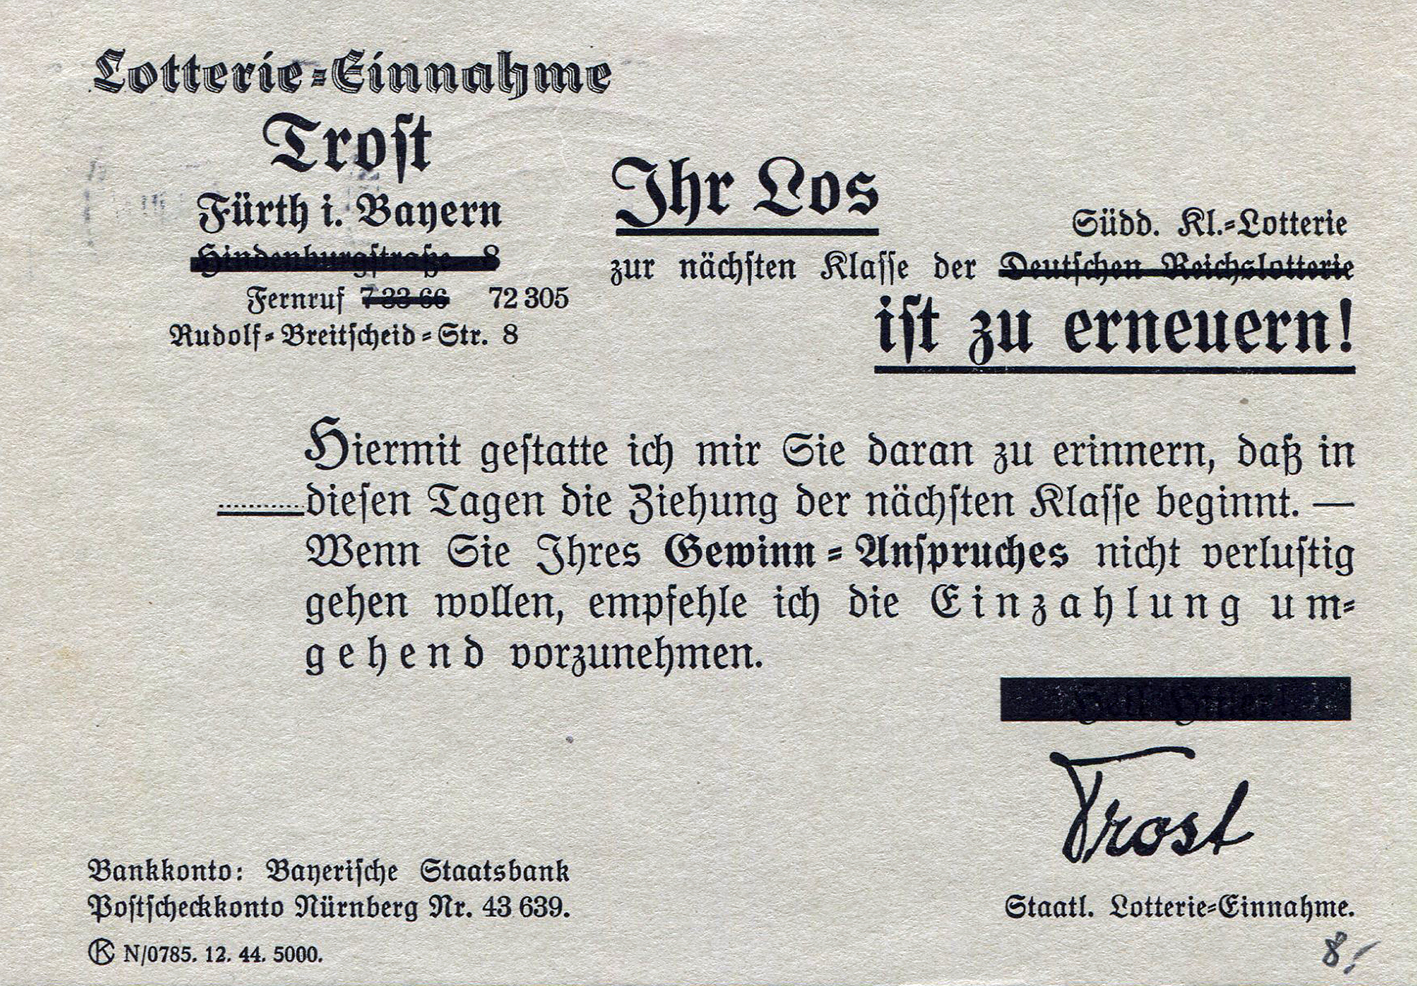 Lotterie-Einnahme
Trost
Fürth i. Bayern
Hindenburgstraße 8
Fernruf 7 33 66 72 305
Rudolf-Breitscheid-Str. 8
Ihr Los
Südd. Kl.-Lotterie
zur nächsten Klasse der Deutschen Reichslotterie
ist zu erneuern!
Hiermit gestatte ich mir Sie daran zu erinnern, daß in
diesen Tagen die Ziehung der nächsten Klasse beginnt. —
Wenn Sie Ihres Gewinn-Anspruches nicht verlustig
gehen wollen, empfehle ich die Einzahlung um-
gehend vorzunehmen.
Heil Hitler!
Trost
Staatl. Lotterie-Einnahme.
Bankkonto: Bayerische Staatsbank
Postscheckkonto Nürnberg Nr. 43 639.
K N/0785. 12. 44. 5000.
8,-